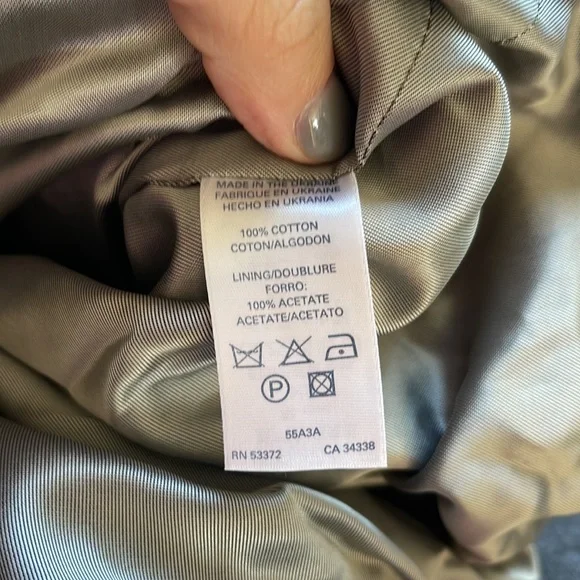 MADE IN THE UKRAINE
FABRIQUE EN UKRAINE
HECHO EN UKRANIA
100% COTTON
COTON/ALGODON
LINING/DOUBLURE
FORRO:
100% ACETATE
ACETATE/ACETATO
P
55A3A
RN 53372 CA 34338